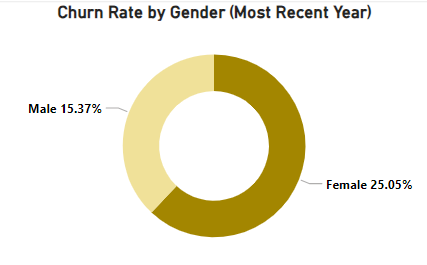 Churn Rate by Gender (Most Recent Year)
Male 15.37%
Female 25.05%